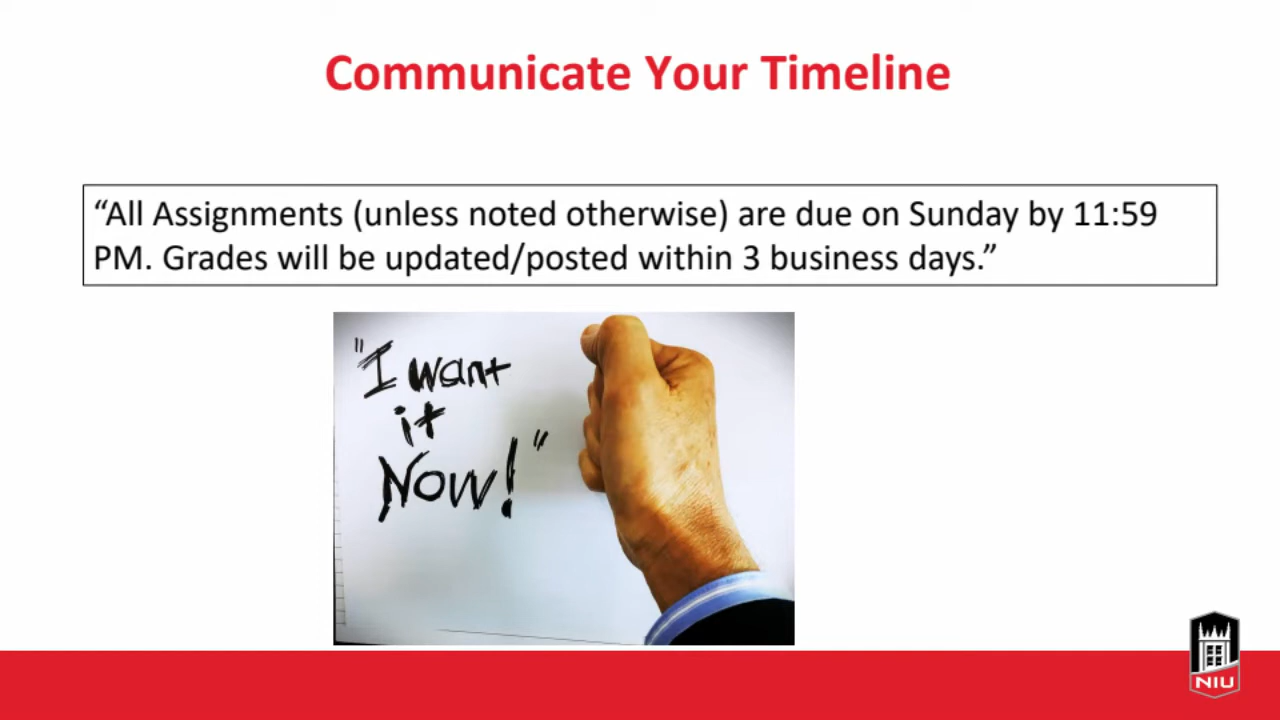 Communicate Your Timeline
“All Assignments (unless noted otherwise) are due on Sunday by 11:59
PM. Grades will be updated/posted within 3 business days.”
"I want
it
Now!"
NIU